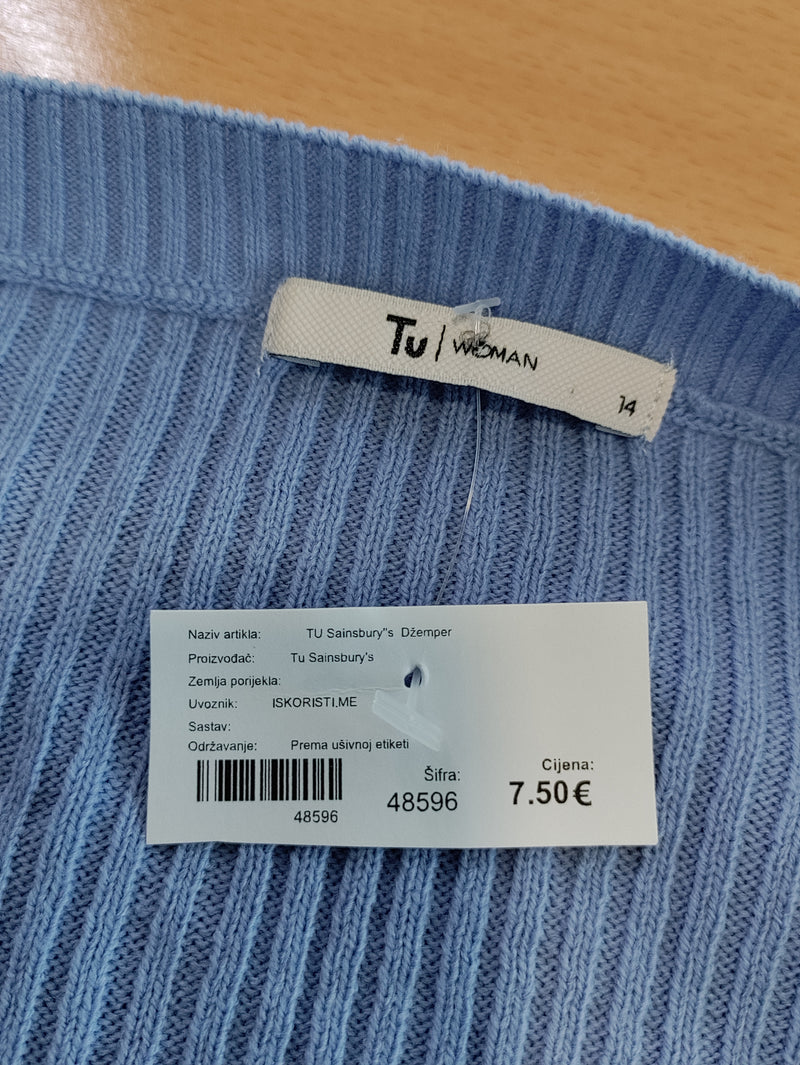 Tu | WOMAN
14
Naziv artikla: TU Sainsbury"s Džemper
Proizvođač: Tu Sainsbury's
Zemlja porijekla:
Uvoznik: ISKORISTI.ME
Sastav:
Održavanje: Prema ušivnoj etiketi
Šifra: Cijena:
48596 48596 7.50€